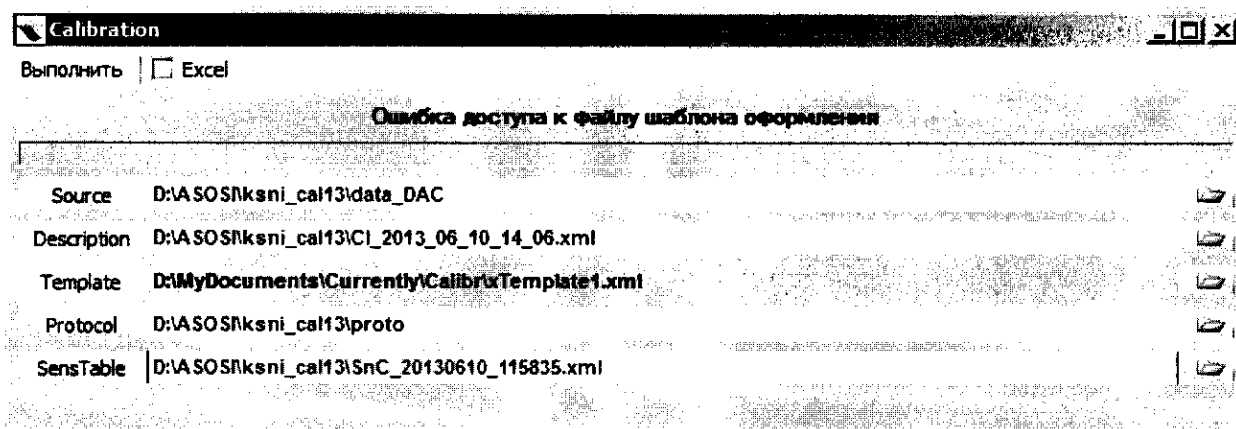 Calibration
Выполнить Excel
Ошибка доступа к файлу шаблона оформления
Source D:\ASOSI\ksni_cal13\data_DAC
Description D:\ASOSI\ksni_cal13\CI_2013_06_10_14_06.xml
Template D:\MyDocuments\Currently\Calibr\xTemplate1.xml
Protocol D:\ASOSI\ksni_cal13\proto
SensTable D:\ASOSI\ksni_cal13\SnC_20130610_115835.xml